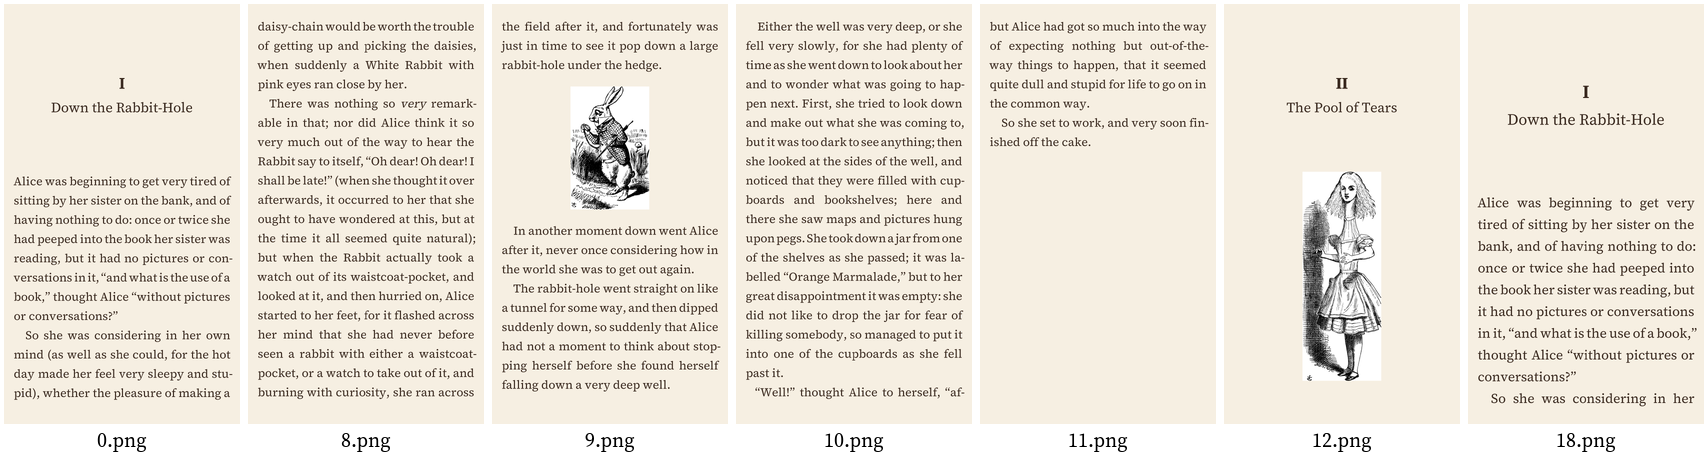 I
Down the Rabbit-Hole
Alice was beginning to get very tired of
sitting by her sister on the bank, and of
having nothing to do: once or twice she
had peeped into the book her sister was
reading, but it had no pictures or con-
versations in it, “and what is the use of a
book,” thought Alice “without pictures
or conversations?”
So she was considering in her own
mind (as well as she could, for the hot
day made her feel very sleepy and stu-
pid), whether the pleasure of making a
0.png
daisy-chain would be worth the trouble
of getting up and picking the daisies,
when suddenly a White Rabbit with
pink eyes ran close by her.
There was nothing so very remark-
able in that; nor did Alice think it so
very much out of the way to hear the
Rabbit say to itself, “Oh dear! Oh dear! I
shall be late!” (when she thought it over
afterwards, it occurred to her that she
ought to have wondered at this, but at
the time it all seemed quite natural);
but when the Rabbit actually took a
watch out of its waistcoat-pocket, and
looked at it, and then hurried on, Alice
started to her feet, for it flashed across
her mind that she had never before
seen a rabbit with either a waistcoat-
pocket, or a watch to take out of it, and
burning with curiosity, she ran across
8.png
the field after it, and fortunately was
just in time to see it pop down a large
rabbit-hole under the hedge.
In another moment down went Alice
after it, never once considering how in
the world she was to get out again.
The rabbit-hole went straight on like
a tunnel for some way, and then dipped
suddenly down, so suddenly that Alice
had not a moment to think about stop-
ping herself before she found herself
falling down a very deep well.
9.png
Either the well was very deep, or she
fell very slowly, for she had plenty of
time as she went down to look about her
and to wonder what was going to hap-
pen next. First, she tried to look down
and make out what she was coming to,
but it was too dark to see anything; then
she looked at the sides of the well, and
noticed that they were filled with cup-
boards and bookshelves; here and
there she saw maps and pictures hung
upon pegs. She took down a jar from one
of the shelves as she passed; it was la-
belled “Orange Marmalade,” but to her
great disappointment it was empty: she
did not like to drop the jar for fear of
killing somebody, so managed to put it
into one of the cupboards as she fell
past it.
“Well!” thought Alice to herself, “af-
10.png
but Alice had got so much into the way
of expecting nothing but out-of-the-
way things to happen, that it seemed
quite dull and stupid for life to go on in
the common way.
So she set to work, and very soon fin-
ished off the cake.
11.png
II
The Pool of Tears
12.png
I
Down the Rabbit-Hole
Alice was beginning to get very
tired of sitting by her sister on the
bank, and of having nothing to do:
once or twice she had peeped into
the book her sister was reading, but
it had no pictures or conversations
in it, “and what is the use of a book,”
thought Alice “without pictures or
conversations?”
So she was considering in her
18.png